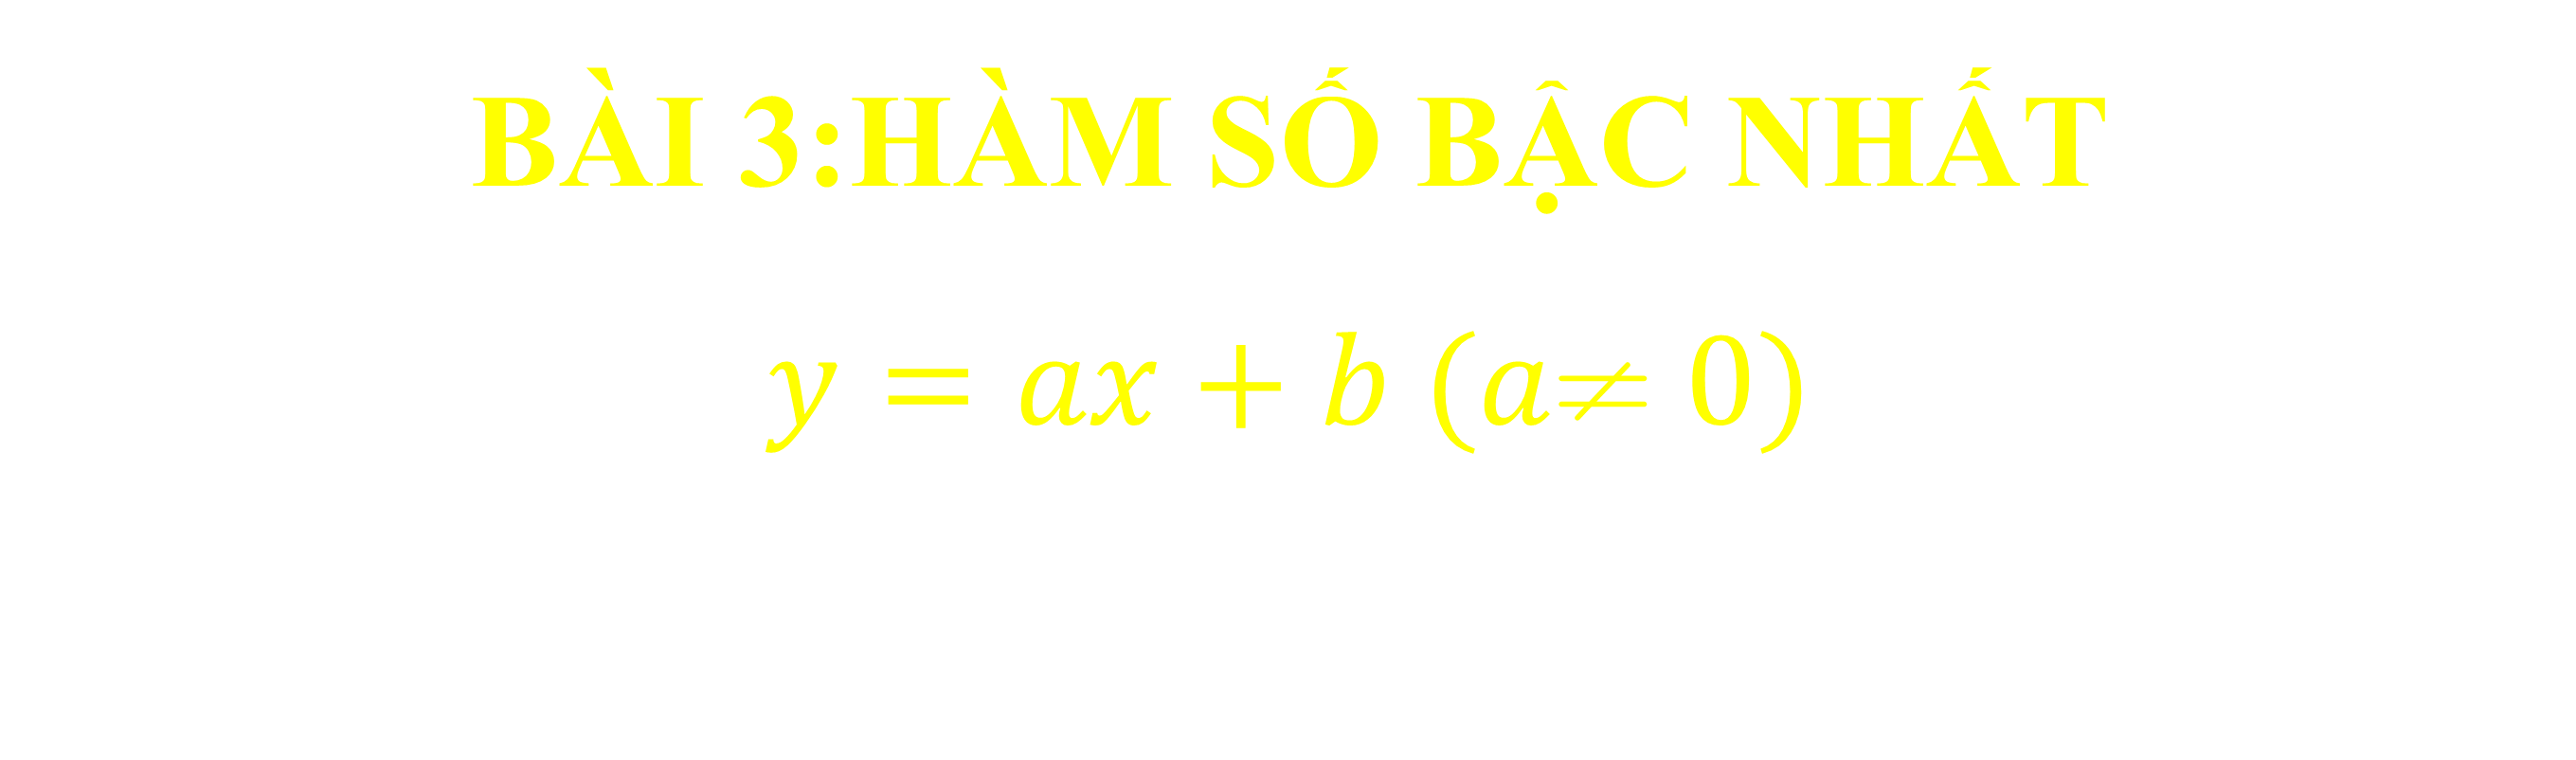 BÀI 3:HÀM SỐ BẬC NHẤT
y = ax + b (a≠ 0)